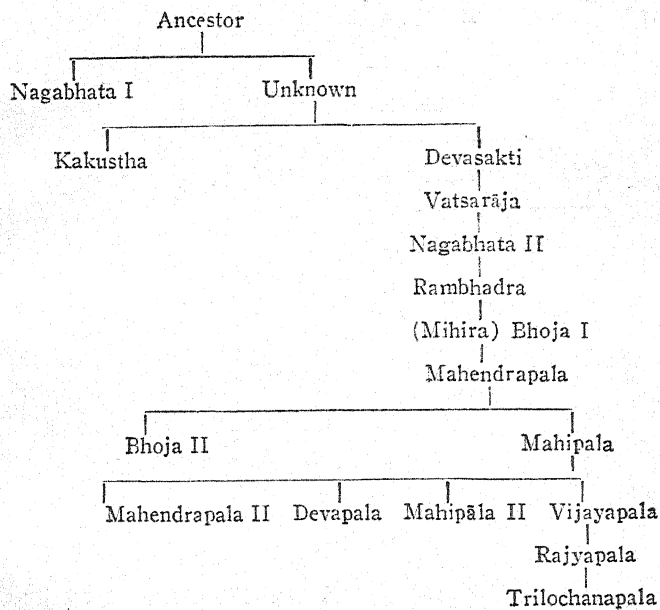 Ancestor
Nagabhata I Unknown
Kakustha Devasakti
Vatsarāja
Nagabhata II
Rambhadra
(Mihira) Bhoja I
Mahendrapala
Bhoja II Mahipala
Mahendrapala II Devapala Mahipāla II Vijayapala
Rajyapala
Trilochanapala